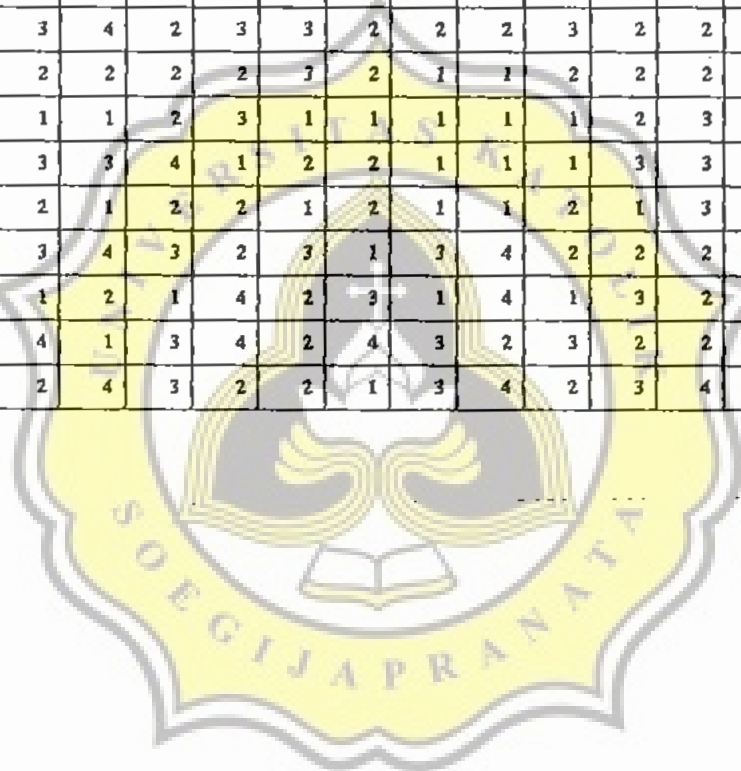 3 4 2 3 3 2 2 2 3 2 2
2 2 2 2 3 2 1 1 2 2 2
1 1 2 3 1 1 1 1 1 2 3
3 3 4 1 2 2 1 1 1 3 3
2 1 2 2 1 2 1 1 2 1 3
3 4 3 2 3 1 3 4 2 2 2
1 2 1 4 2 3 1 4 1 3 2
4 1 3 4 2 4 3 2 3 2 2
2 4 3 2 2 1 3 4 2 3 4
UNIVERSITAS KATOLIK
SOEGIJAPRANATA